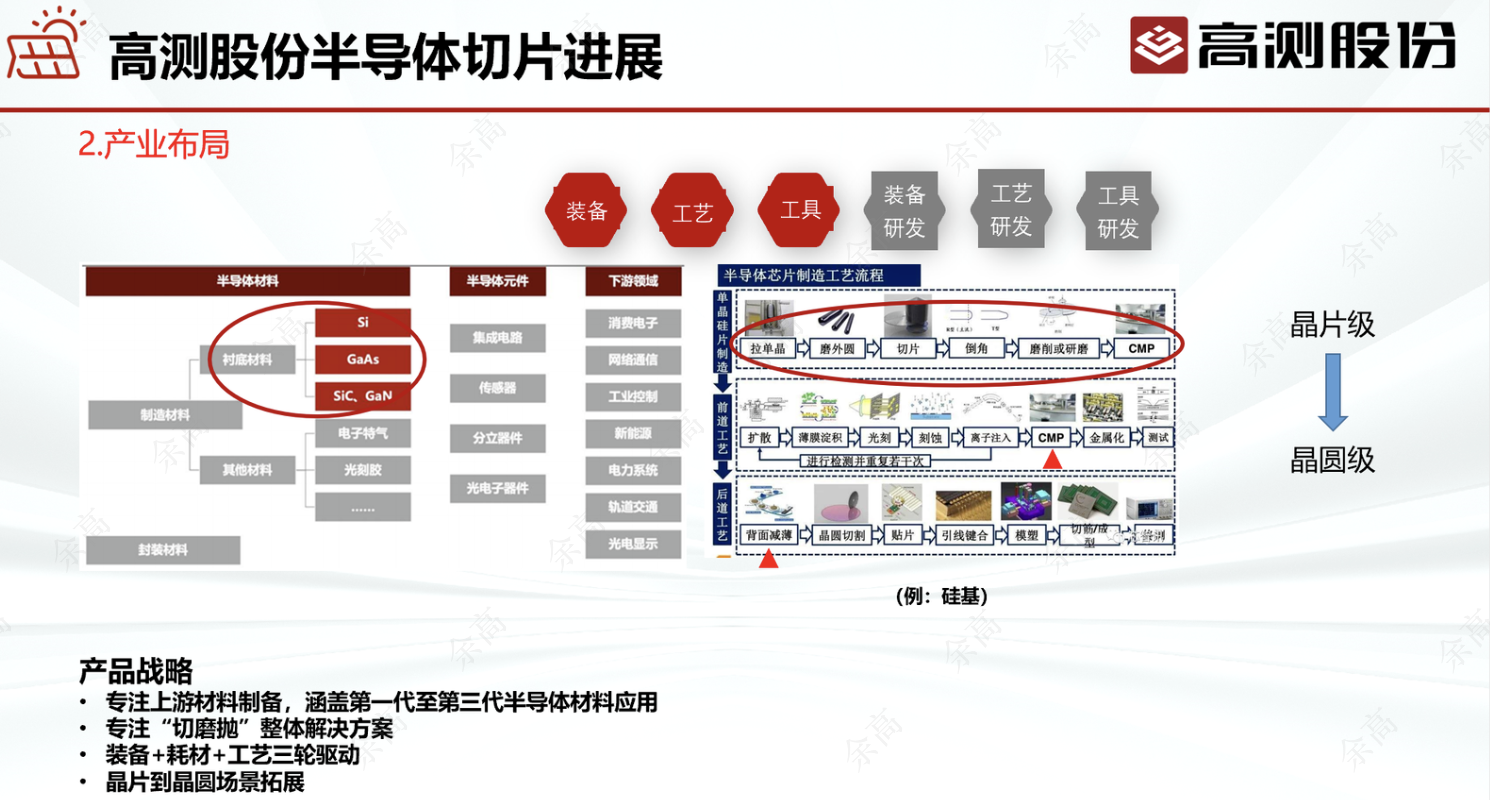 高测股份半导体切片进展
高测股份
2.产业布局
装备
工艺
工具
装备
研发
工艺
研发
工具
研发
半导体材料
半导体元件
下游领域
Si
衬底材料
GaAs
SiC、GaN
制造材料
电子特气
其他材料
光刻胶
......
封装材料
集成电路
传感器
分立器件
光电子器件
消费电子
网络通信
工业控制
新能源
电力系统
轨道交通
光电显示
半导体芯片制造工艺流程
单晶硅片制造
拉单晶
磨外圆
切片
倒角
磨削或研磨
CMP
前道工艺
扩散
薄膜淀积
光刻
刻蚀
离子注入
CMP
金属化
测试
进行检测并重复若干次
后道工艺
背面减薄
晶圆切割
贴片
引线键合
模塑
切筋/成
型
(例：硅基)
晶片级
晶圆级
产品战略
• 专注上游材料制备，涵盖第一代至第三代半导体材料应用
• 专注“切磨抛”整体解决方案
• 装备+耗材+工艺三轮驱动
• 晶片到晶圆场景拓展
余高